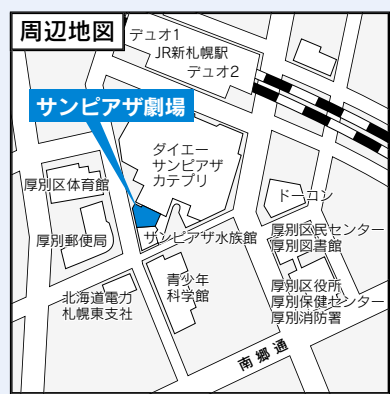 周辺地図
デュオ1
JR新札幌駅
デュオ2
サンピアザ劇場
ダイエー
サンピアザ
カテプリ
厚別区体育館
ドーロン
厚別郵便局
サンピアザ水族館
厚別区民センター
厚別図書館
青少年
科学館
北海道電力
札幌東支社
厚別区役所
厚別保健センター
厚別消防署
南郷通